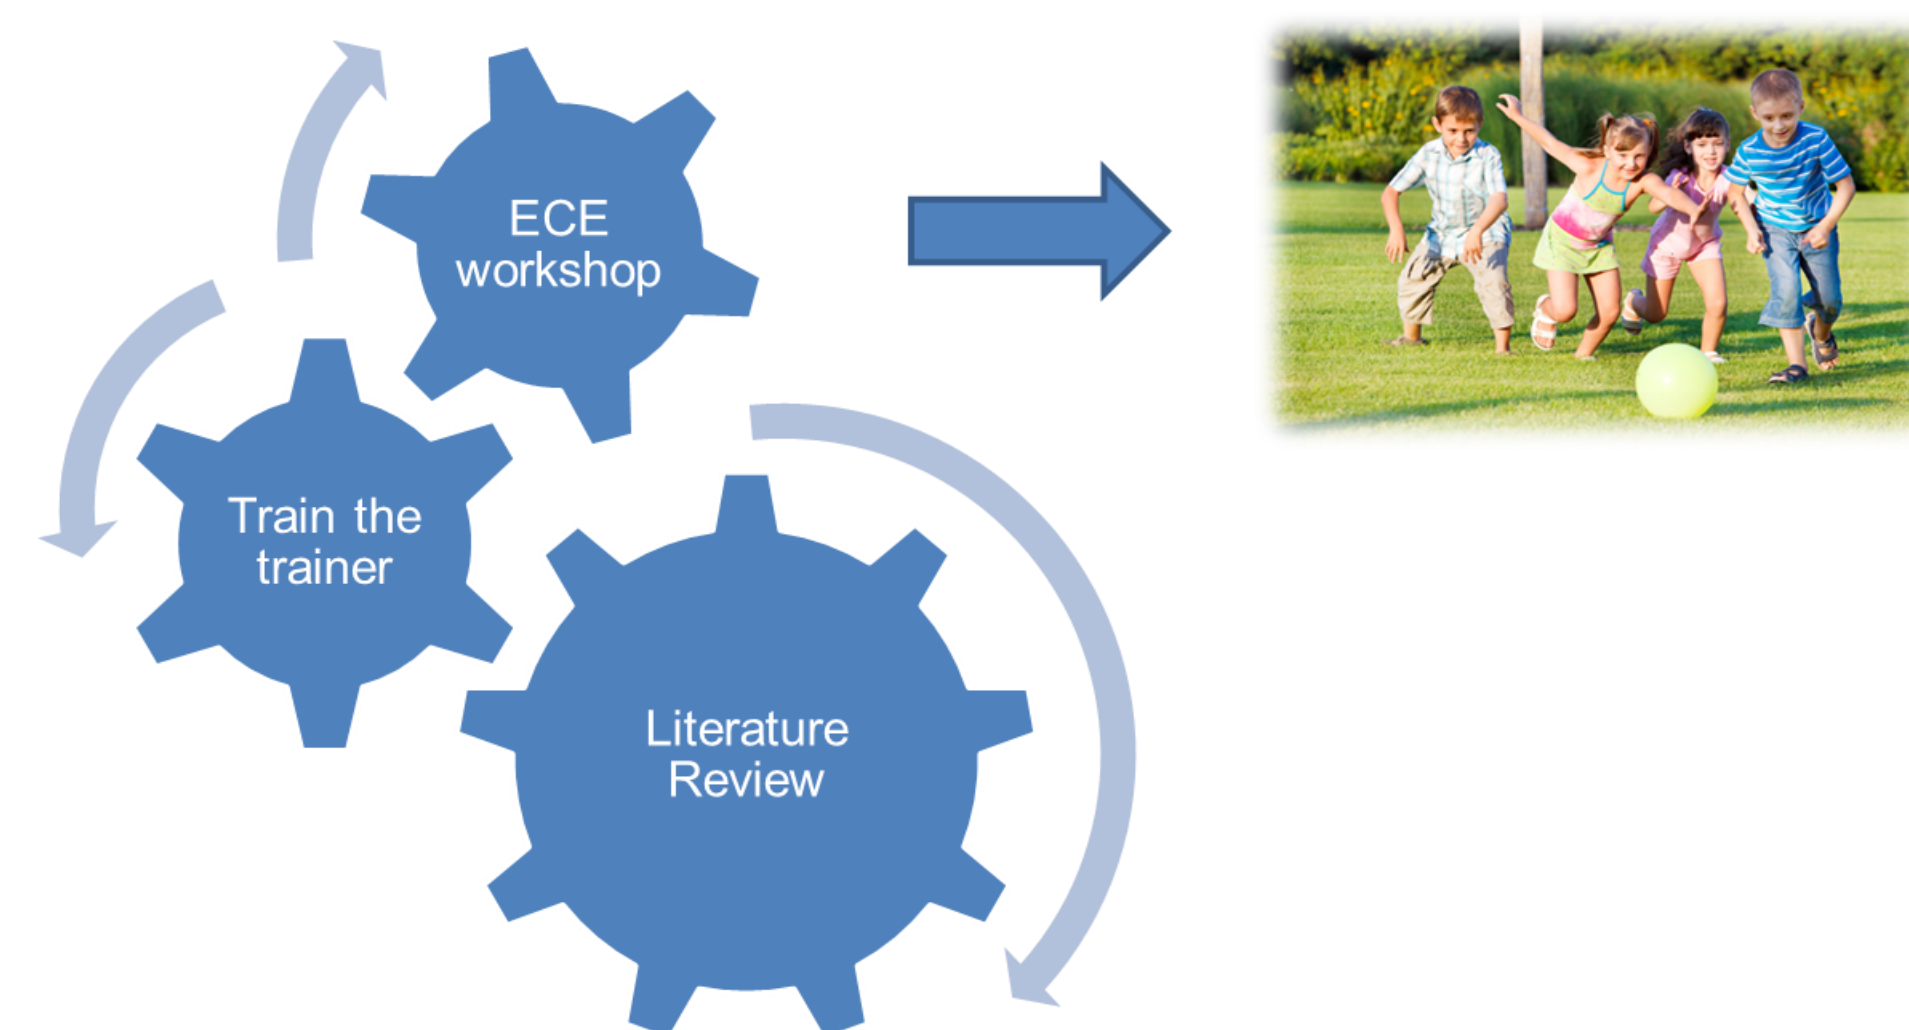 ECE
workshop
Train the
trainer
Literature
Review